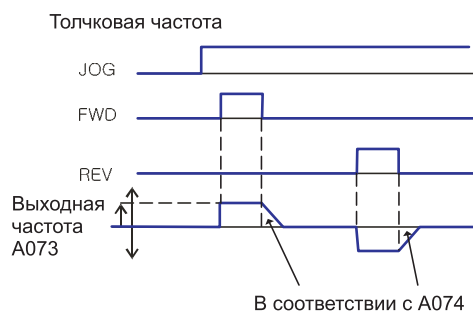 Толчковая частота
JOG
FWD
REV
Выходная
частота
A073
В соответствии с A074